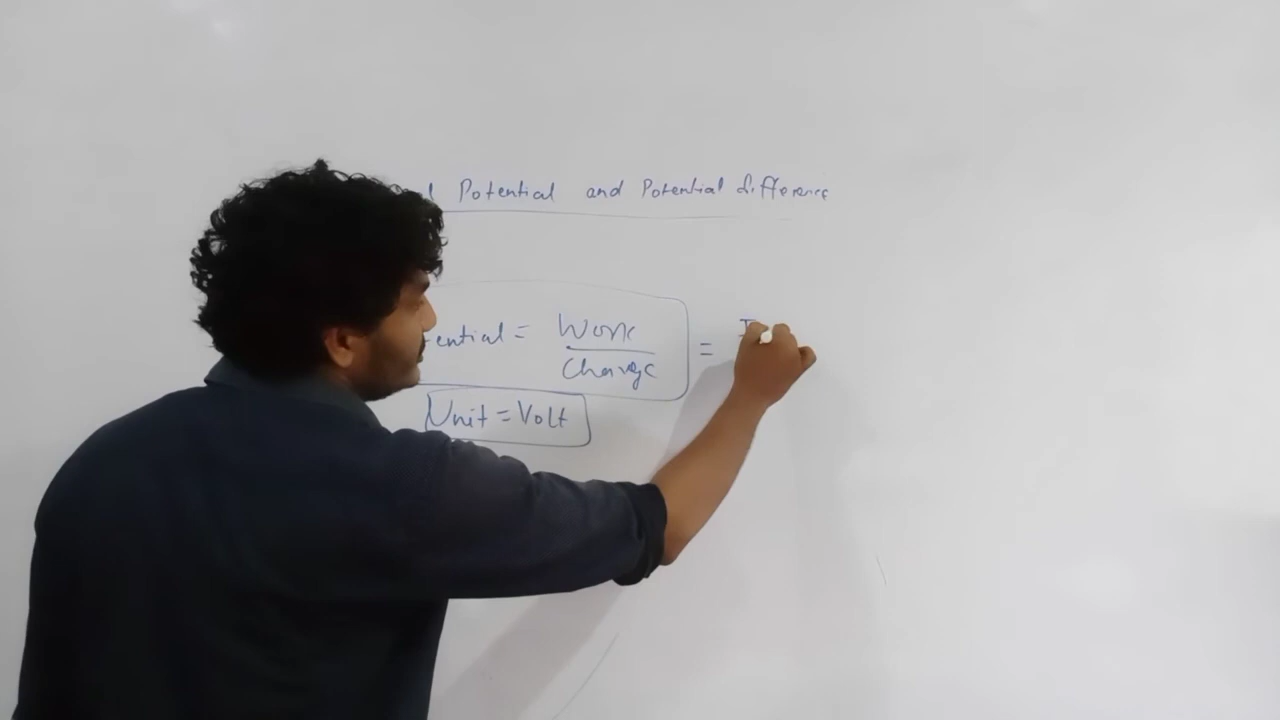 l Potential and Potential difference
ential = Work
Charge =
Unit = Volt